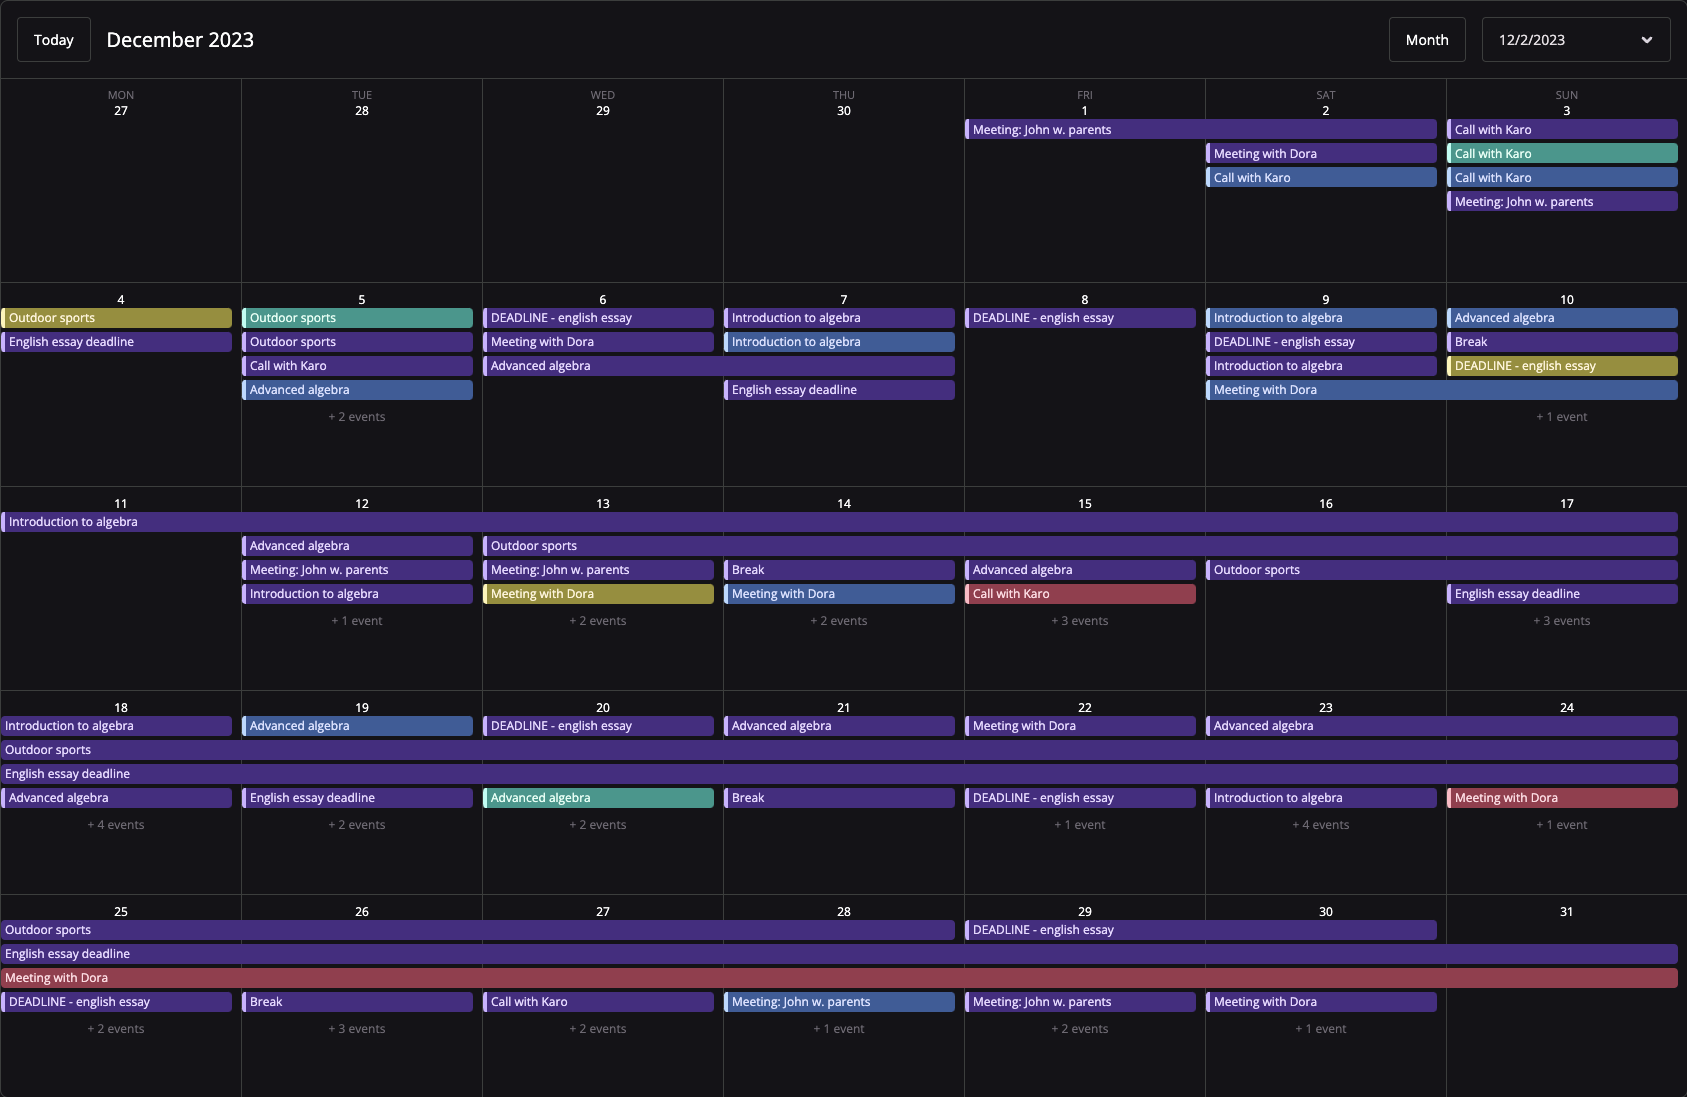 Today
December 2023
Month
12/2/2023
MON TUE WED THU FRI SAT SUN
27 28 29 30 1 2 3
Meeting: John w. parents Call with Karo
Meeting with Dora Call with Karo
Call with Karo Call with Karo
Meeting: John w. parents
4 5 6 7 8 9 10
Outdoor sports Outdoor sports DEADLINE - english essay Introduction to algebra DEADLINE - english essay Introduction to algebra Advanced algebra
English essay deadline Outdoor sports Meeting with Dora Introduction to algebra DEADLINE - english essay Break
Call with Karo Advanced algebra Introduction to algebra DEADLINE - english essay
Advanced algebra English essay deadline Meeting with Dora
+ 2 events + 1 event
11 12 13 14 15 16 17
Introduction to algebra
Advanced algebra Outdoor sports
Meeting: John w. parents Meeting: John w. parents Break Advanced algebra Outdoor sports
Introduction to algebra Meeting with Dora Meeting with Dora Call with Karo English essay deadline
+ 1 event + 2 events + 2 events + 3 events + 3 events
18 19 20 21 22 23 24
Introduction to algebra Advanced algebra DEADLINE - english essay Advanced algebra Meeting with Dora Advanced algebra
Outdoor sports
English essay deadline
Advanced algebra English essay deadline Advanced algebra Break DEADLINE - english essay Introduction to algebra Meeting with Dora
+ 4 events + 2 events + 2 events + 1 event + 4 events + 1 event
25 26 27 28 29 30 31
Outdoor sports DEADLINE - english essay
English essay deadline
Meeting with Dora
DEADLINE - english essay Break Call with Karo Meeting: John w. parents Meeting: John w. parents Meeting with Dora
+ 2 events + 3 events + 2 events + 1 event + 2 events + 1 event